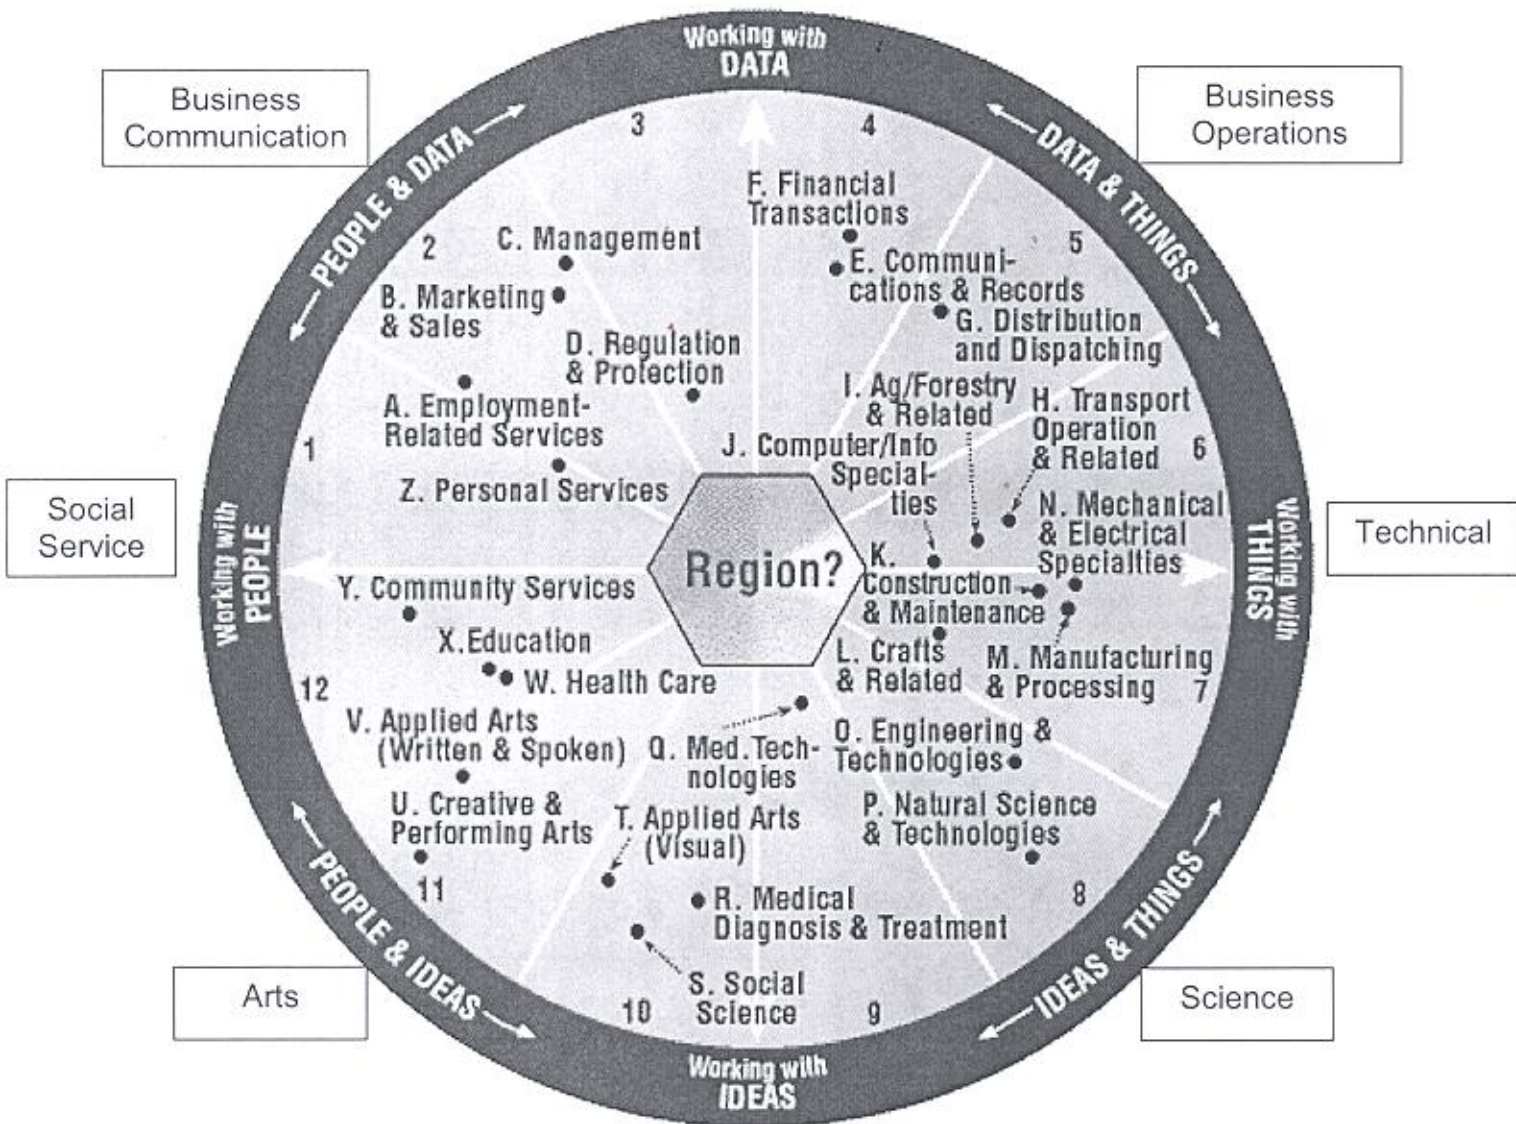 Working with
DATA
Business
Communication
Business
Operations
PEOPLE & DATA
DATA & THINGS
3
4
F. Financial
Transactions
2
C. Management
5
E. Communi-
cations & Records
B. Marketing
& Sales
G. Distribution
and Dispatching
D. Regulation
& Protection
I. Ag/Forestry
& Related
H. Transport
Operation
& Related
A. Employment-
Related Services
1
J. Computer/Info
Special-
ties
6
Z. Personal Services
N. Mechanical
& Electrical
Specialties
Social
Service
Working with
PEOPLE
Region?
Working with
THINGS
Technical
K.
Construction
& Maintenance
Y. Community Services
X.Education
W. Health Care
L. Crafts
& Related
M. Manufacturing
& Processing
12
7
V. Applied Arts
(Written & Spoken)
Q. Med.Tech-
nologies
O. Engineering &
Technologies
U. Creative &
Performing Arts
T. Applied Arts
(Visual)
P. Natural Science
& Technologies
11
8
R. Medical
Diagnosis & Treatment
S. Social
Science
10
9
PEOPLE & IDEAS
IDEAS & THINGS
Arts
Science
Working with
IDEAS